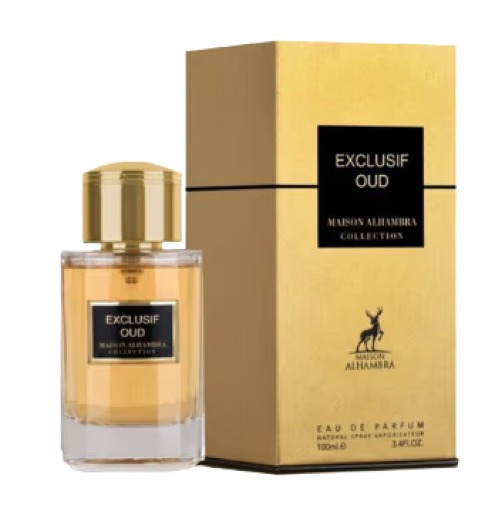 EXCLUSIF
OUD
MAISON ALHAMBRA
COLLECTION
EXCLUSIF
OUD
MAISON ALHAMBRA
COLLECTION
MAISON
ALHAMBRA
EAU DE PARFUM
NATURAL SPRAY VAPORISATEUR
100ml.e 3.4FL.OZ.